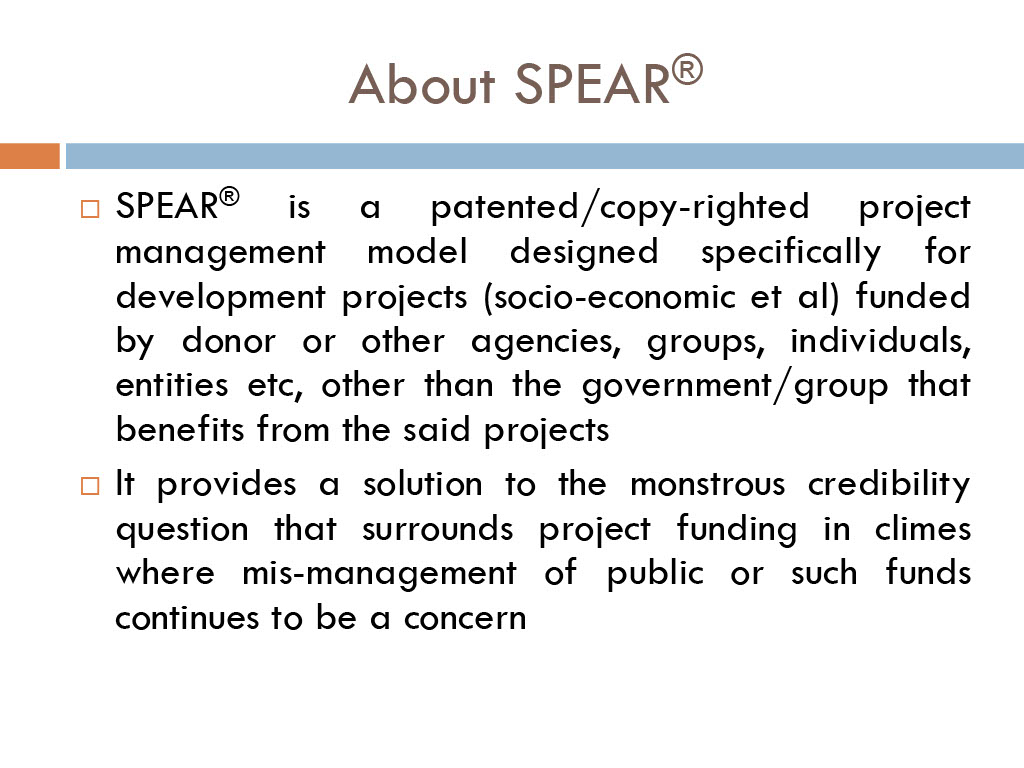 About SPEAR®
SPEAR® is a patented/copy-righted project
management model designed specifically for
development projects (socio-economic et al) funded
by donor or other agencies, groups, individuals,
entities etc, other than the government/group that
benefits from the said projects
It provides a solution to the monstrous credibility
question that surrounds project funding in climes
where mis-management of public or such funds
continues to be a concern